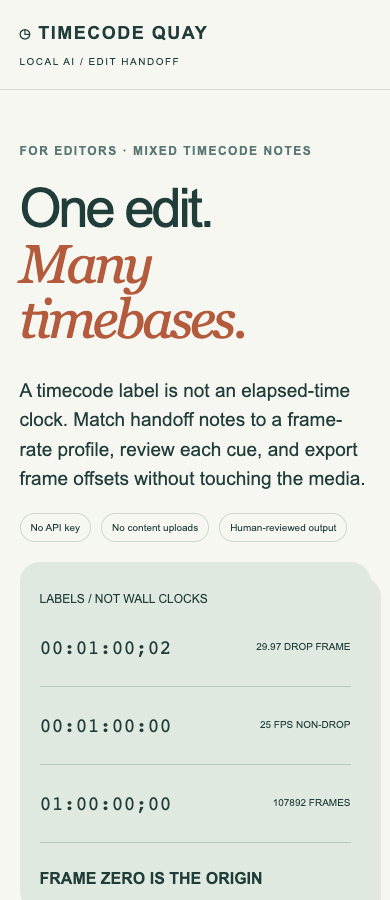 ◷ TIMECODE QUAY
LOCAL AI / EDIT HANDOFF
FOR EDITORS · MIXED TIMECODE NOTES
One edit.
Many
timebases.
A timecode label is not an elapsed-time
clock. Match handoff notes to a frame-
rate profile, review each cue, and export
frame offsets without touching the media.
No API key
No content uploads
Human-reviewed output
LABELS / NOT WALL CLOCKS
00:01:00;02 29.97 DROP FRAME
00:01:00:00 25 FPS NON-DROP
01:00:00;00 107892 FRAMES
FRAME ZERO IS THE ORIGIN